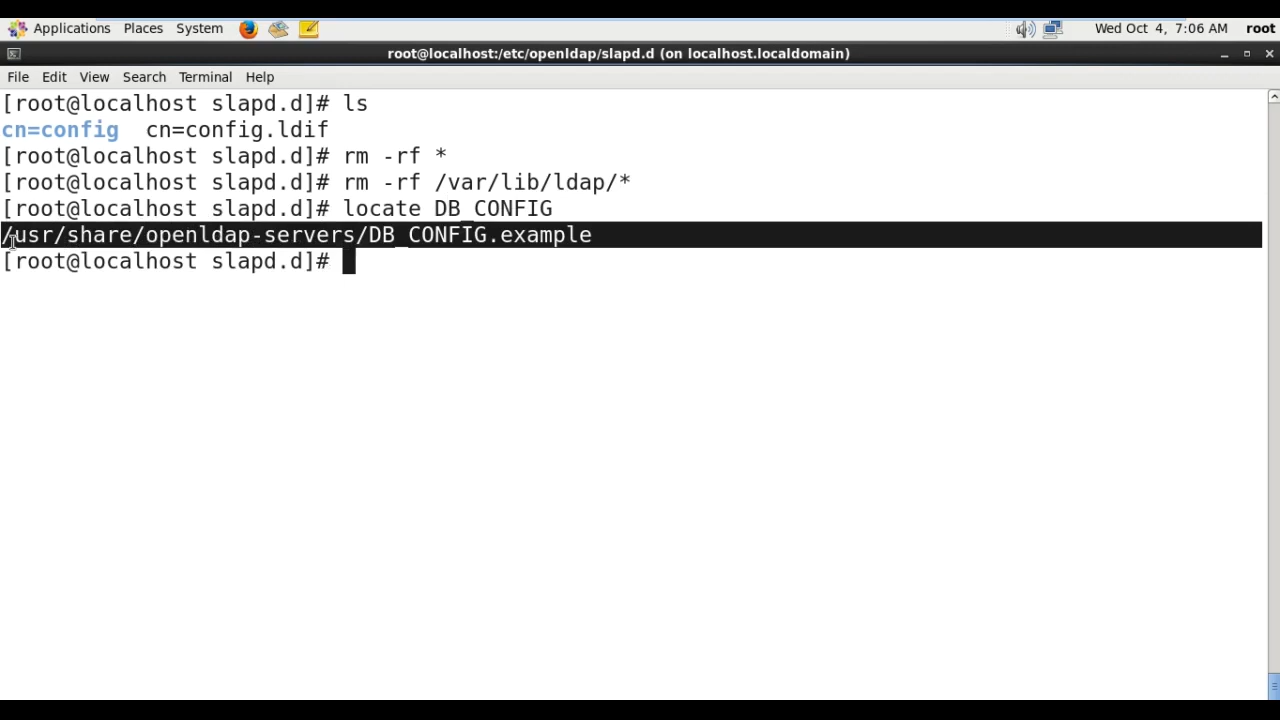 Applications Places System Wed Oct 4, 7:06 AM root
root@localhost:/etc/openldap/slapd.d (on localhost.localdomain)
File Edit View Search Terminal Help
[root@localhost slapd.d]# ls
cn=config cn=config.ldif
[root@localhost slapd.d]# rm -rf *
[root@localhost slapd.d]# rm -rf /var/lib/ldap/*
[root@localhost slapd.d]# locate DB_CONFIG
/usr/share/openldap-servers/DB_CONFIG.example
[root@localhost slapd.d]#